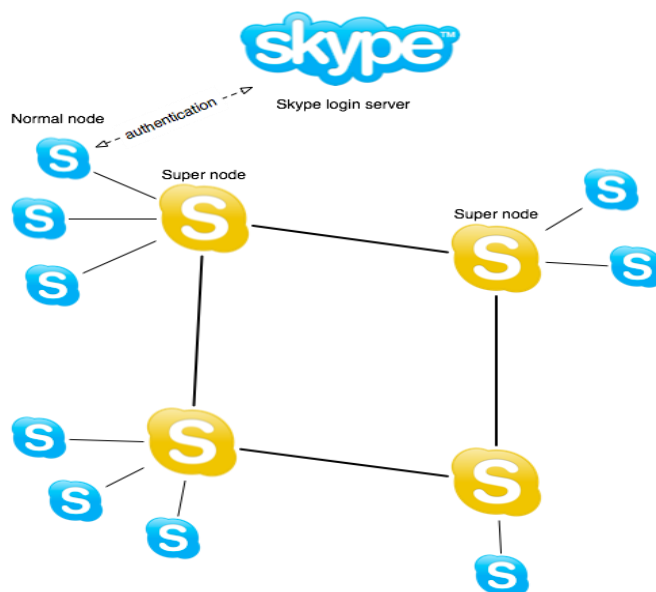 skype™
Skype login server
authentication
Normal node
Super node
Super node
S
S
S
S
S
S
S
S
S
S
S
S
S